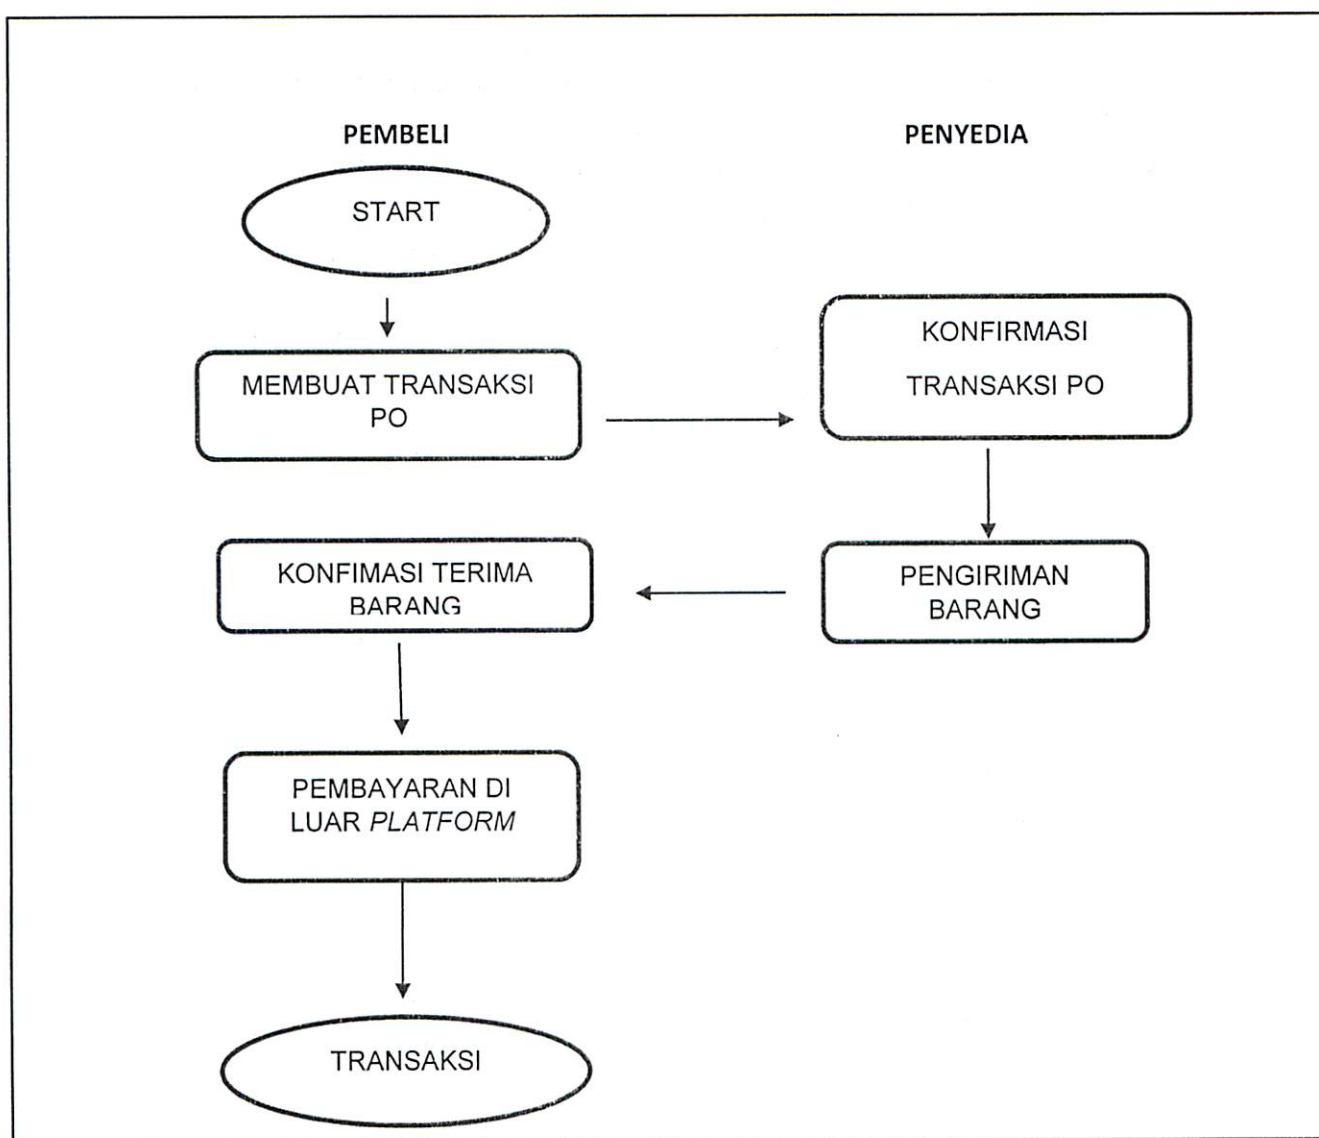 PEMBELI
PENYEDIA
START
MEMBUAT TRANSAKSI
PO
KONFIRMASI
TRANSAKSI PO
KONFIMASI TERIMA
BARANG
PENGIRIMAN
BARANG
PEMBAYARAN DI
LUAR PLATFORM
TRANSAKSI